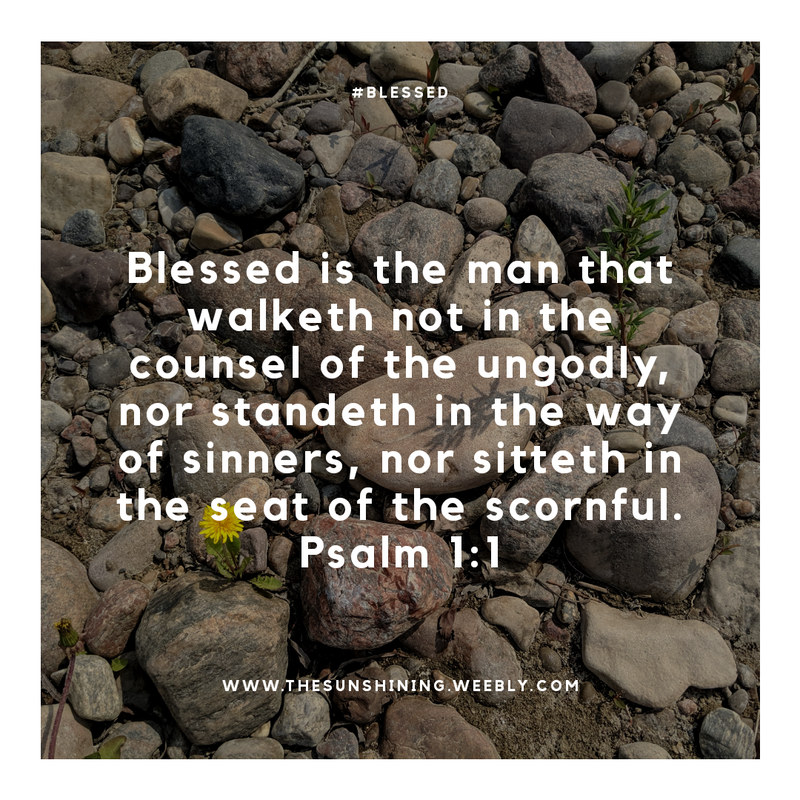 #BLESSED
Blessed is the man that
walketh not in the
counsel of the ungodly,
nor standeth in the way
of sinners, nor sitteth in
the seat of the scornful.
Psalm 1:1
WWW.THESUNSHINING.WEEBLY.COM